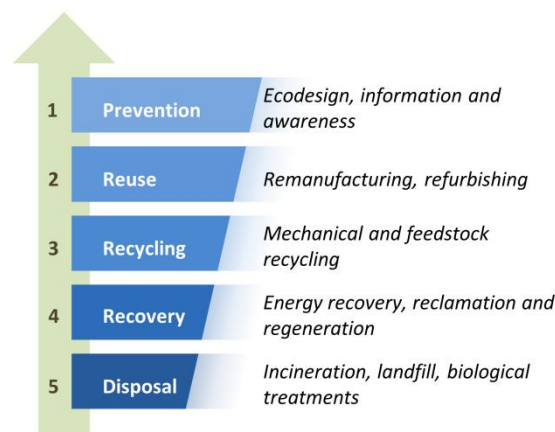 1 Prevention Ecodesign, information and
awareness
2 Reuse Remanufacturing, refurbishing
3 Recycling Mechanical and feedstock
recycling
4 Recovery Energy recovery, reclamation and
regeneration
5 Disposal Incineration, landfill, biological
treatments